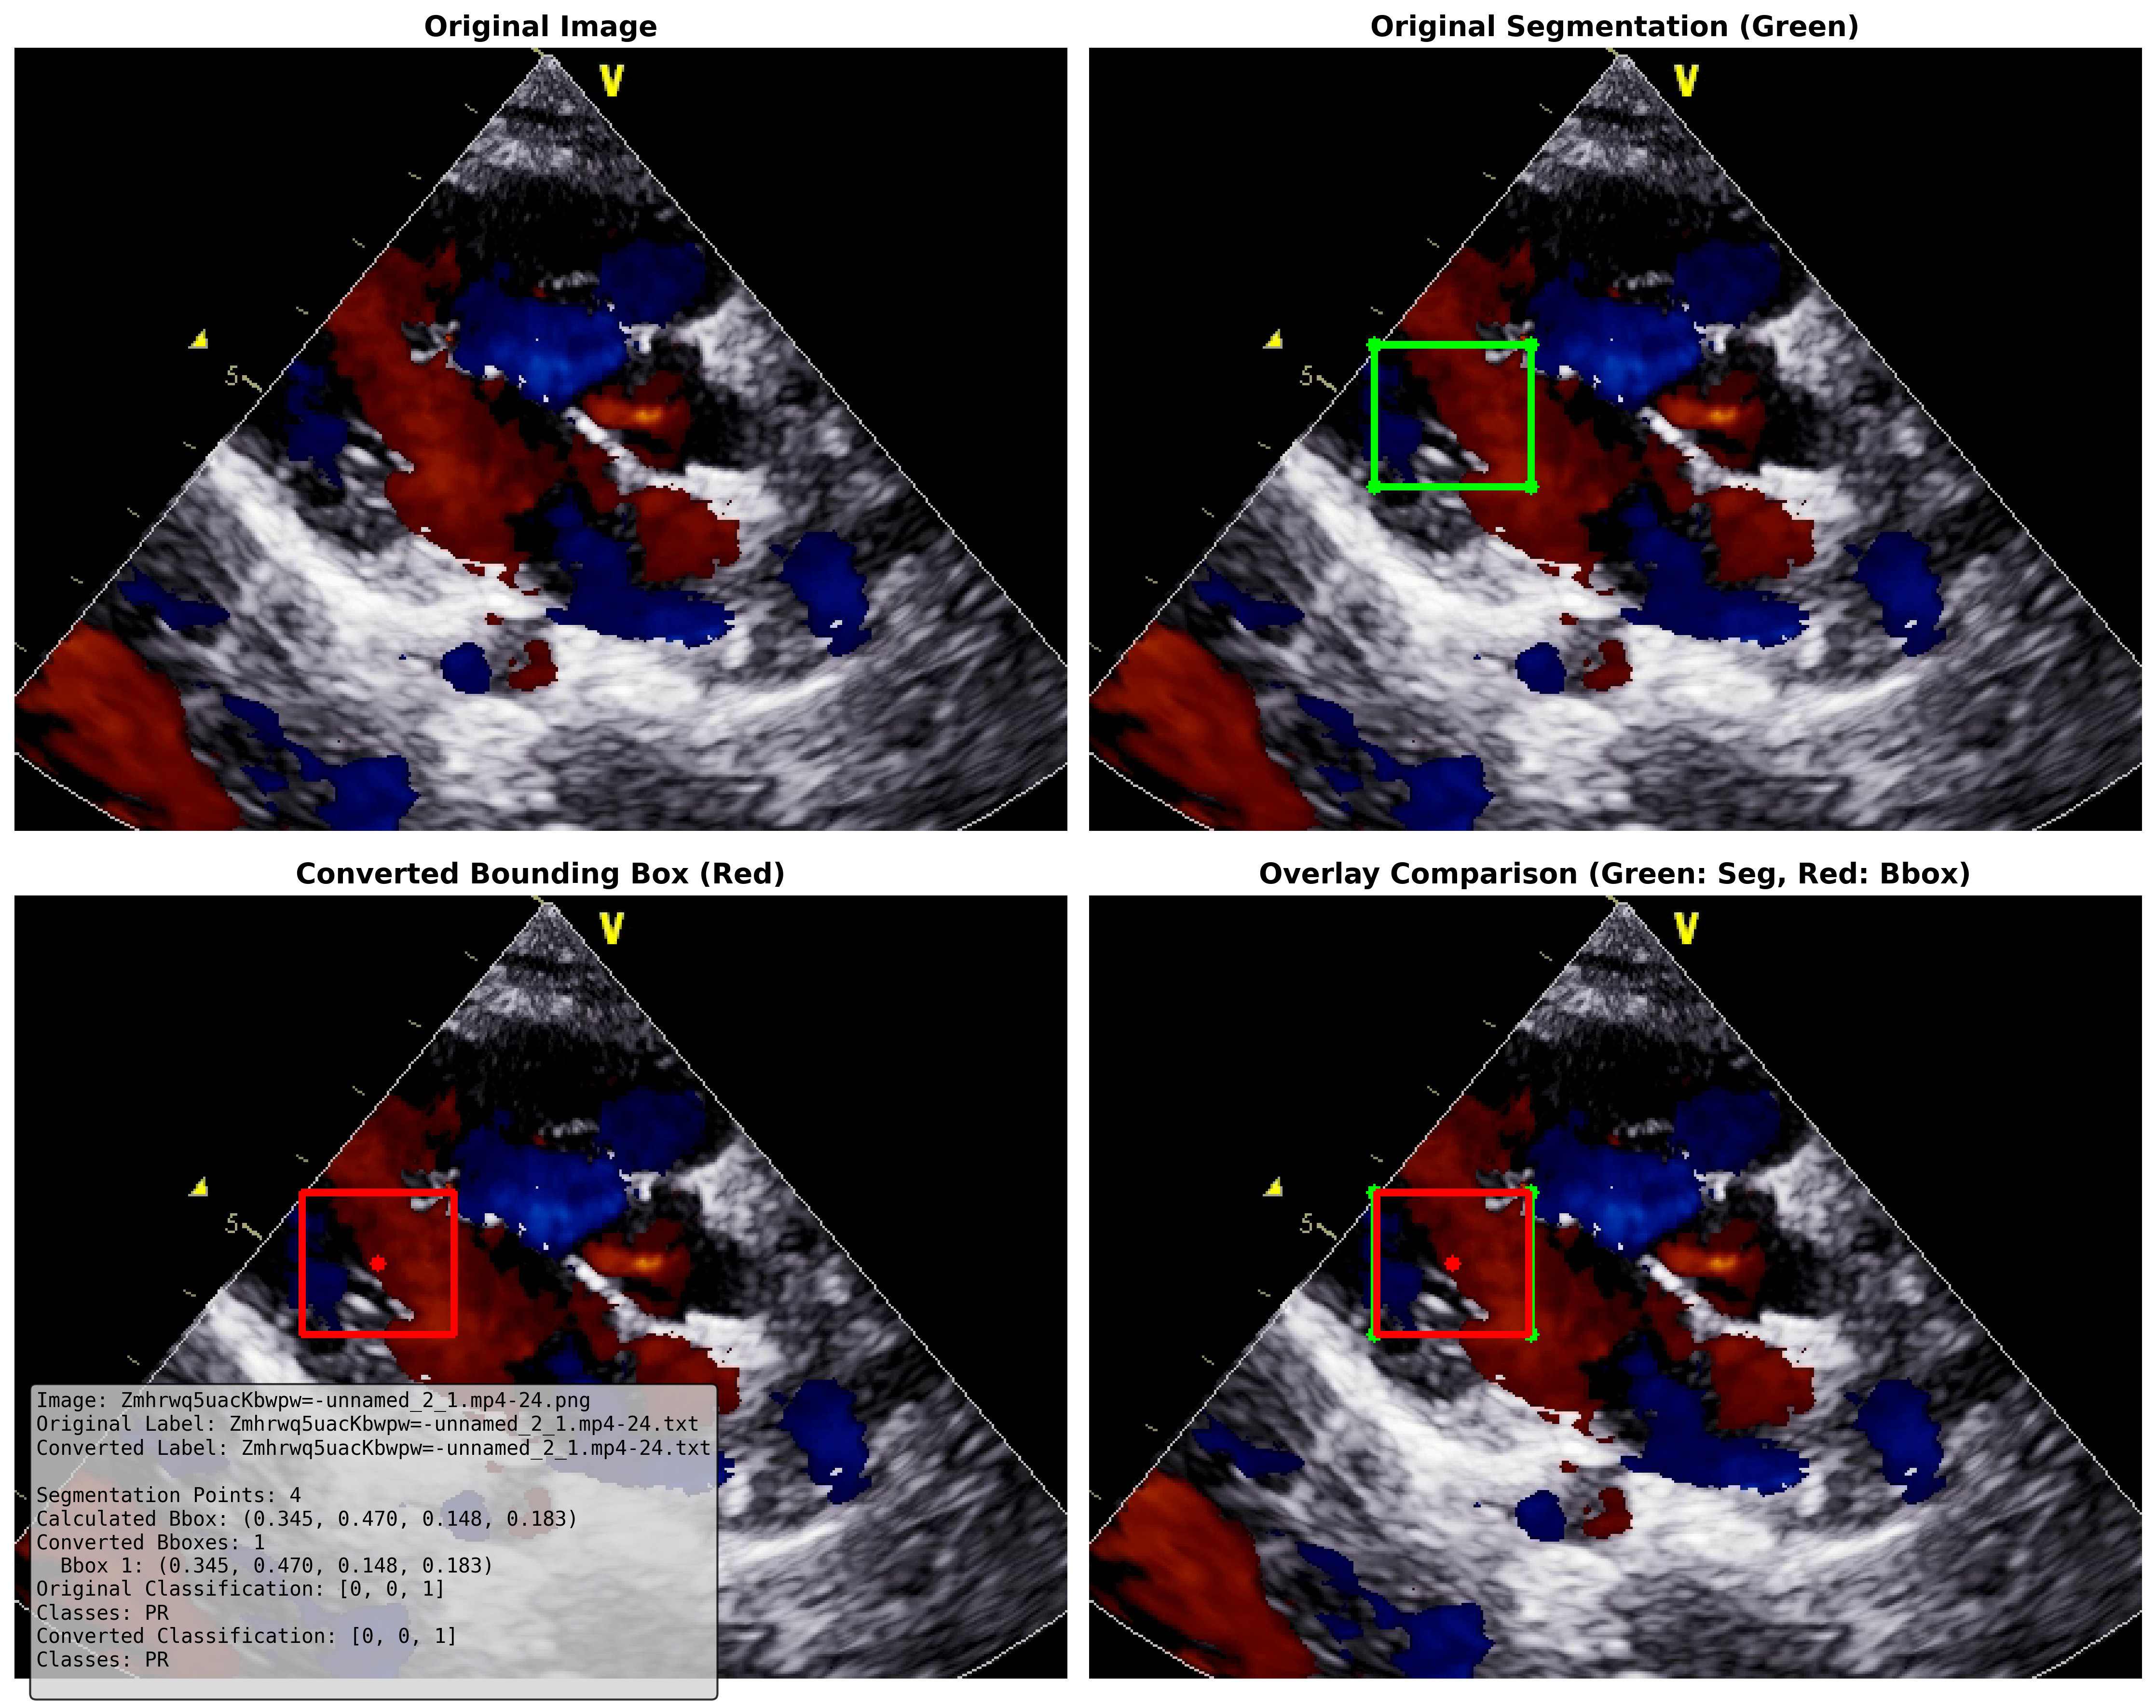 Original Image
Original Segmentation (Green)
V
V
5
5
Converted Bounding Box (Red)
Overlay Comparison (Green: Seg, Red: Bbox)
V
V
5
5
Image: Zmhrwq5uacKbwpw=-unnamed_2_1.mp4-24.png
Original Label: Zmhrwq5uacKbwpw=-unnamed_2_1.mp4-24.txt
Converted Label: Zmhrwq5uacKbwpw=-unnamed_2_1.mp4-24.txt
Segmentation Points: 4
Calculated Bbox: (0.345, 0.470, 0.148, 0.183)
Converted Bboxes: 1
Bbox 1: (0.345, 0.470, 0.148, 0.183)
Original Classification: [0, 0, 1]
Classes: PR
Converted Classification: [0, 0, 1]
Classes: PR